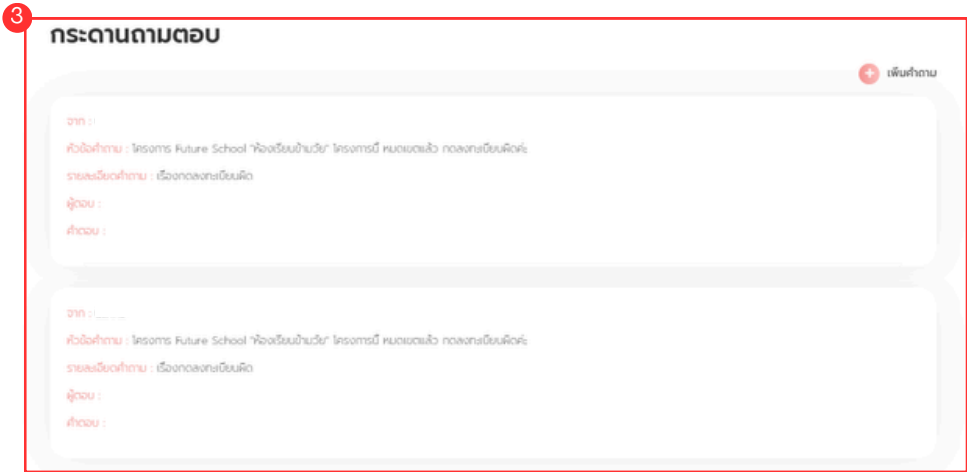 3
กระดานถามตอบ
+ เพิ่มคำถาม
จาก :
หัวข้อคำถาม : โครงการ Future School "ห้องเรียนข้ามวัย" โครงการนี้ หมดเขตแล้ว กดลงทะเบียนผิดค่ะ
รายละเอียดคำถาม : เรื่องกดลงทะเบียนผิด
ผู้ตอบ :
คำตอบ :
จาก :
หัวข้อคำถาม : โครงการ Future School "ห้องเรียนข้ามวัย" โครงการนี้ หมดเขตแล้ว กดลงทะเบียนผิดค่ะ
รายละเอียดคำถาม : เรื่องกดลงทะเบียนผิด
ผู้ตอบ :
คำตอบ :